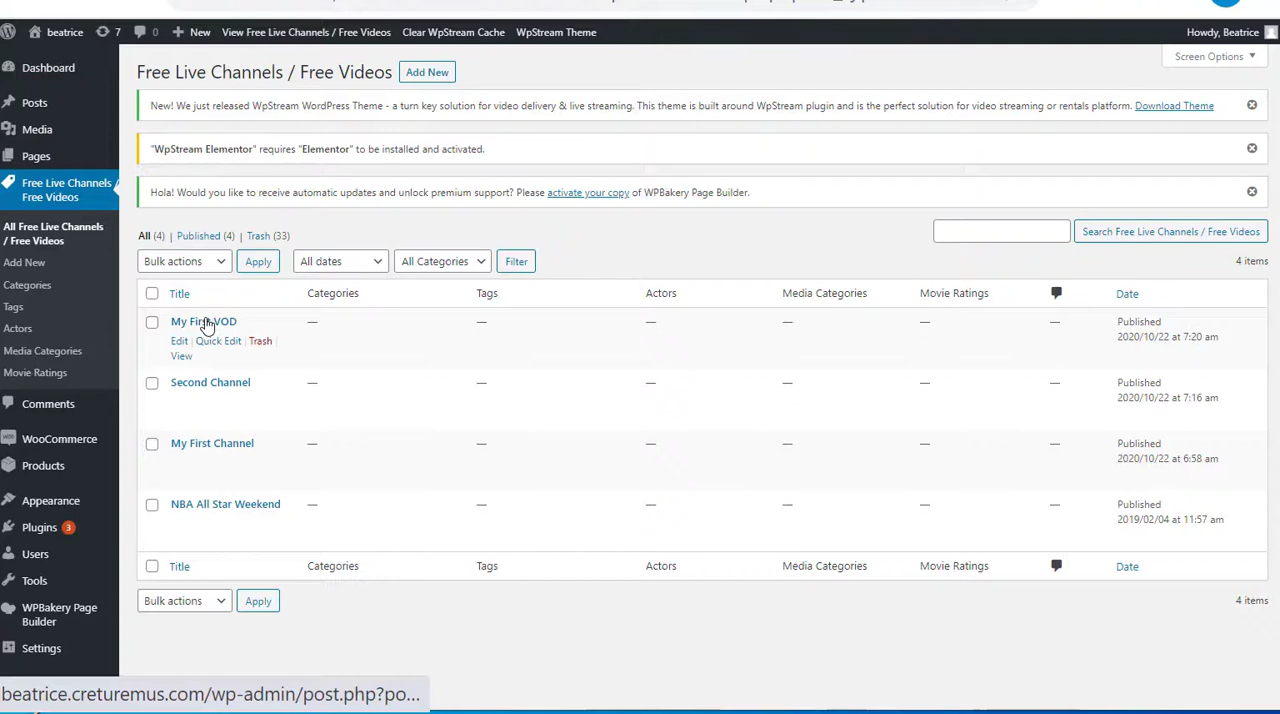 beatrice 7 0 New View Free Live Channels / Free Videos Clear WpStream Cache WpStream Theme Howdy, Beatrice
Screen Options
Dashboard
Posts
Media
Pages
Free Live Channels /
Free Videos
All Free Live Channels
/ Free Videos
Add New
Categories
Tags
Actors
Media Categories
Movie Ratings
Comments
WooCommerce
Products
Appearance
Plugins 3
Users
Tools
WPBakery Page
Builder
Settings
Free Live Channels / Free Videos Add New
New! We just released WpStream WordPress Theme - a turn key solution for video delivery & live streaming. This theme is built around WpStream plugin and is the perfect solution for video streaming or rentals platform. Download Theme
"WpStream Elementor" requires "Elementor" to be installed and activated.
Hola! Would you like to receive automatic updates and unlock premium support? Please activate your copy of WPBakery Page Builder.
All (4) | Published (4) | Trash (33)
Search Free Live Channels / Free Videos
Bulk actions Apply All dates All Categories Filter 4 items
Title Categories Tags Actors Media Categories Movie Ratings Date
My First VOD — — — — — — Published
2020/10/22 at 7:20 am
Edit | Quick Edit | Trash |
View
Second Channel — — — — — — Published
2020/10/22 at 7:16 am
My First Channel — — — — — — Published
2020/10/22 at 6:58 am
NBA All Star Weekend — — — — — — Published
2019/02/04 at 11:57 am
Title Categories Tags Actors Media Categories Movie Ratings Date
Bulk actions Apply 4 items
beatrice.creturemus.com/wp-admin/post.php?po...